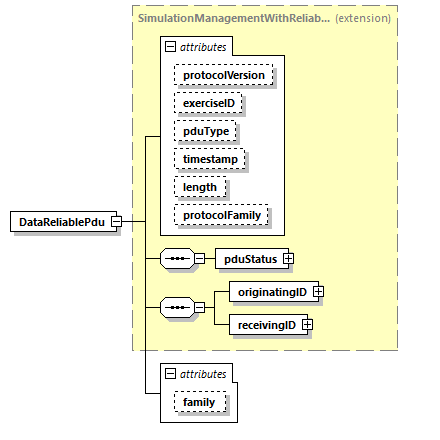 SimulationManagementWithReliab... (extension)
attributes
protocolVersion
exerciseID
pduType
timestamp
length
protocolFamily
DataReliablePdu
pduStatus
originatingID
receivingID
attributes
family